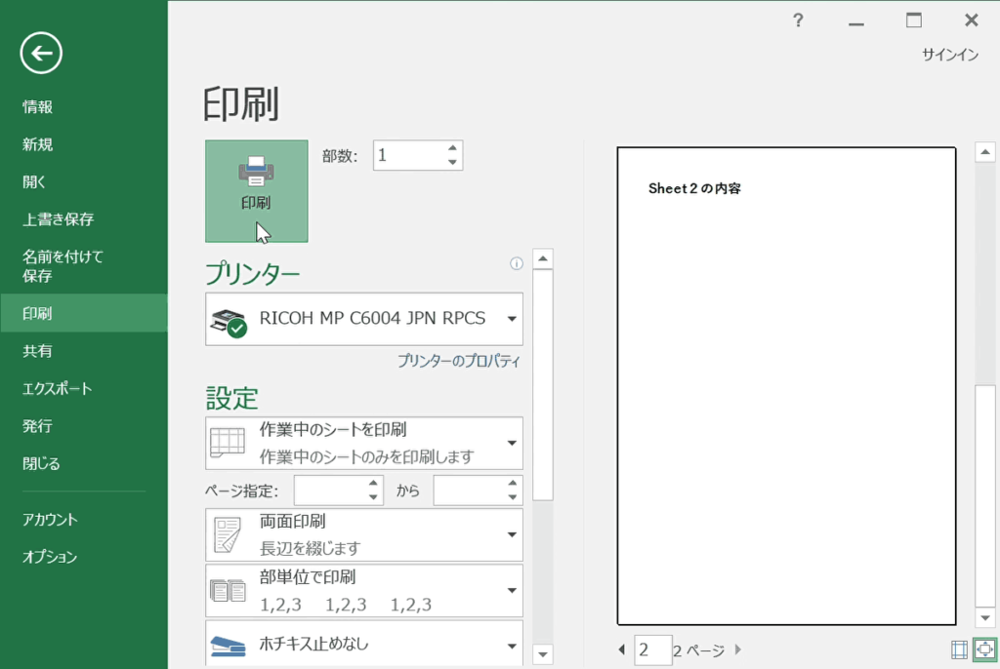 ?
サインイン
情報
新規
開く
上書き保存
名前を付けて
保存
印刷
共有
エクスポート
発行
閉じる
アカウント
オプション
印刷
印刷
部数: 1
プリンター
RICOH MP C6004 JPN RPCS
プリンターのプロパティ
設定
作業中のシートを印刷
作業中のシートのみを印刷します
ページ指定: から
両面印刷
長辺を綴じます
部単位で印刷
1,2,3 1,2,3 1,2,3
ホチキス止めなし
Sheet2の内容
2 2 ページ